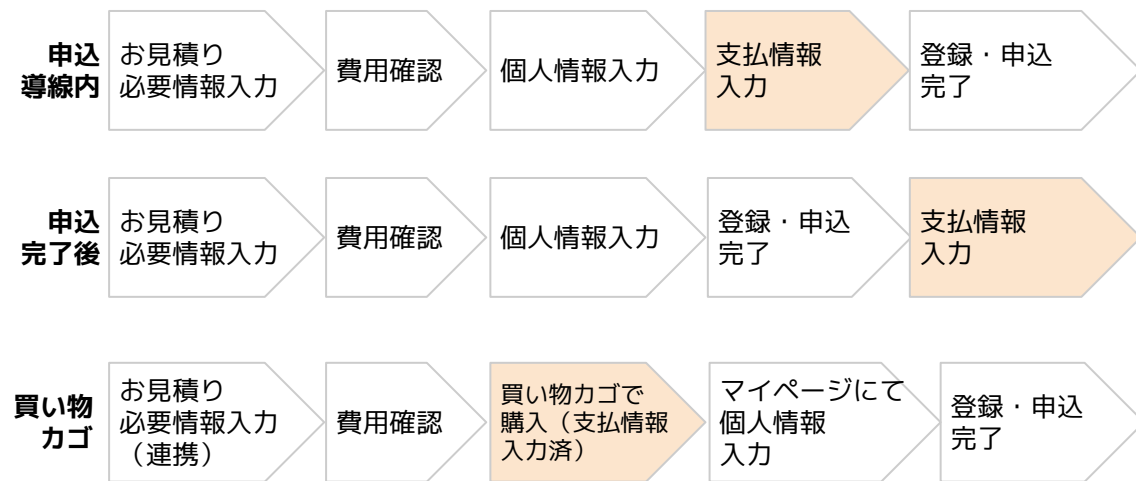 申込
導線内
お見積り
必要情報入力
費用確認
個人情報入力
支払情報
入力
登録・申込
完了
申込
完了後
お見積り
必要情報入力
費用確認
個人情報入力
登録・申込
完了
支払情報
入力
買い物
カゴ
お見積り
必要情報入力
（連携）
費用確認
買い物カゴで
購入（支払情報
入力済）
マイページにて
個人情報
入力
登録・申込
完了